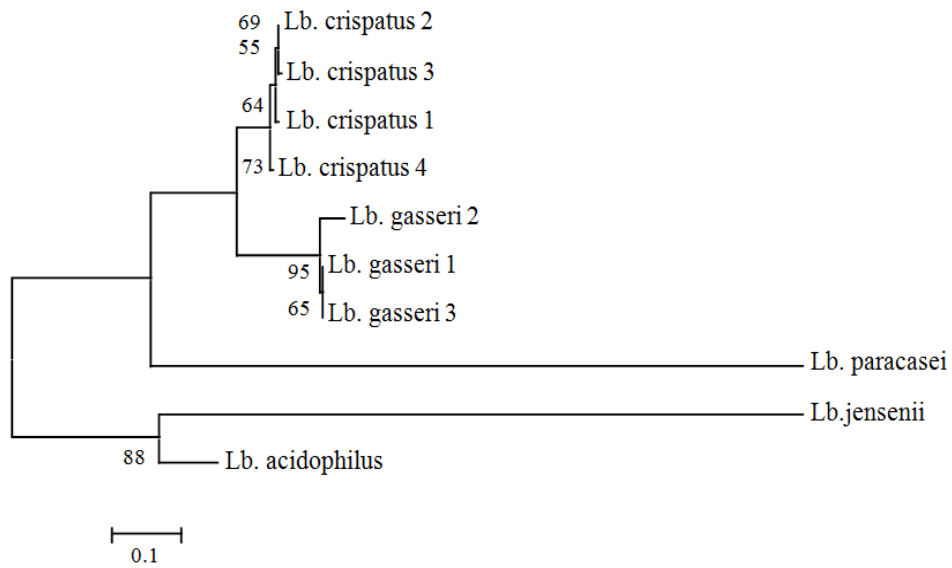 69
Lb. crispatus 2
55
Lb. crispatus 3
64
Lb. crispatus 1
73
Lb. crispatus 4
Lb. gasseri 2
95
Lb. gasseri 1
65
Lb. gasseri 3
Lb. paracasei
Lb.jensenii
88
Lb. acidophilus
0.1